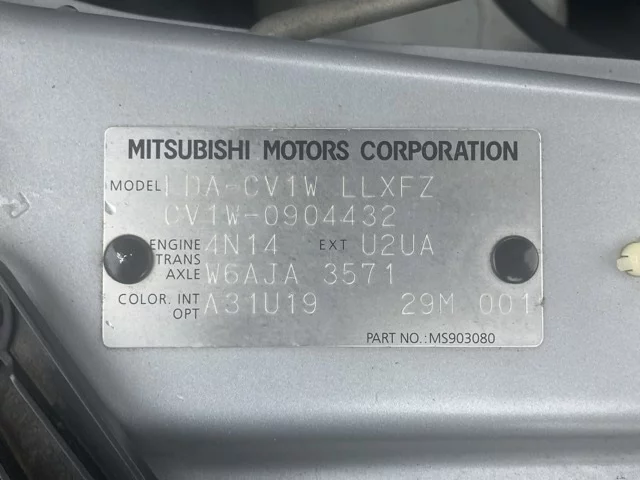 MITSUBISHI MOTORS CORPORATION
MODEL LDA-CV1W LLXFZ
CV1W-0904432
ENGINE 4N14 EXT U2UA
TRANS AXLE W6AJA 3571
COLOR. INT OPT A31U19 29M 001
PART NO.:MS903080